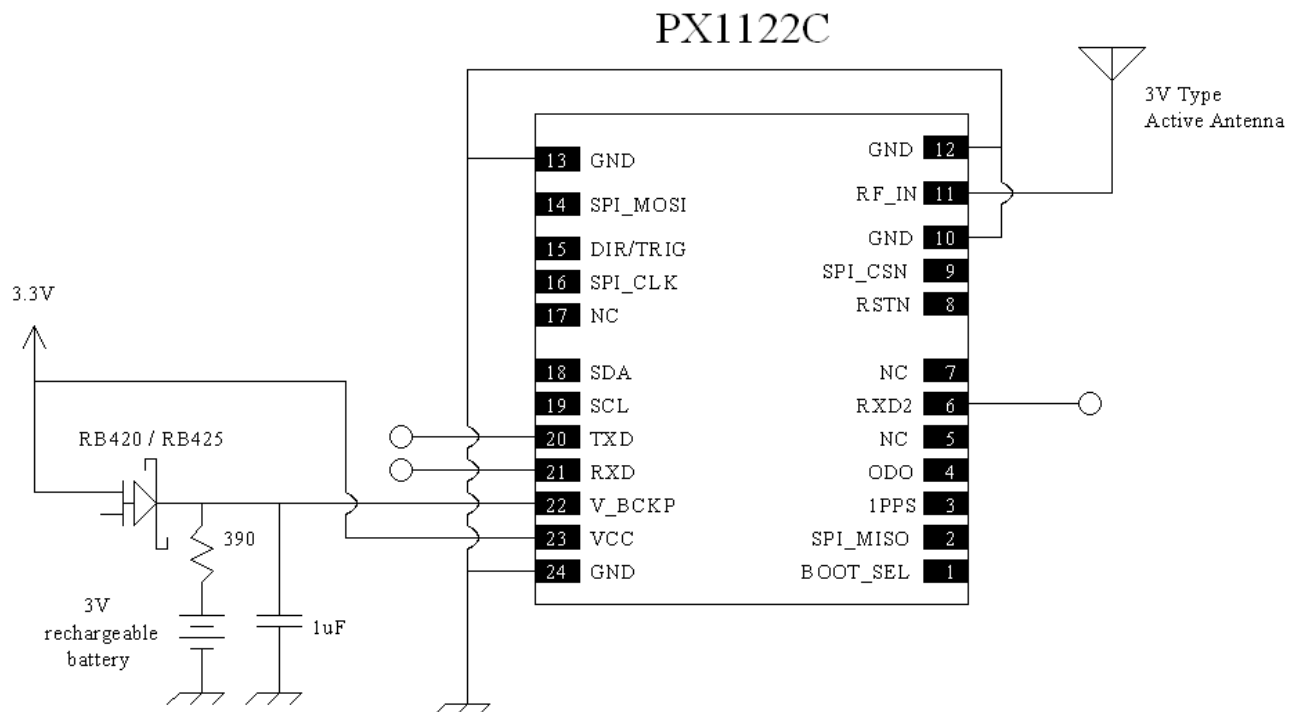 PX1122C
3V Type
Active Antenna
13 GND
14 SPI_MOSI
15 DIR/TRIG
16 SPI_CLK
17 NC
18 SDA
19 SCL
20 TXD
21 RXD
22 V_BCKP
23 VCC
24 GND
GND 12
RF_IN 11
GND 10
SPI_CSN 9
RSTN 8
NC 7
RXD2 6
NC 5
ODO 4
1PPS 3
SPI_MISO 2
BOOT_SEL 1
3.3V
RB420 / RB425
390
3V
rechargeable
battery
1uF